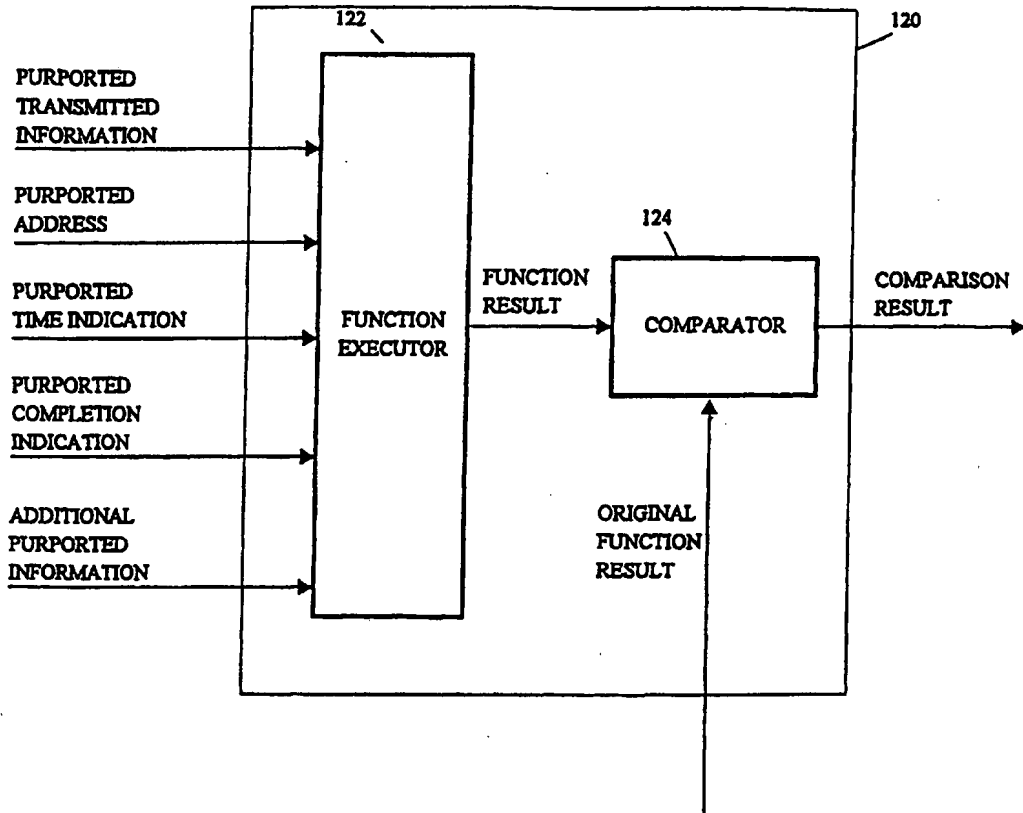 122
120
PURPORTED
TRANSMITTED
INFORMATION
PURPORTED
ADDRESS
PURPORTED
TIME INDICATION
PURPORTED
COMPLETION
INDICATION
ADDITIONAL
PURPORTED
INFORMATION
FUNCTION
EXECUTOR
FUNCTION
RESULT
124
COMPARATOR
COMPARISON
RESULT
ORIGINAL
FUNCTION
RESULT